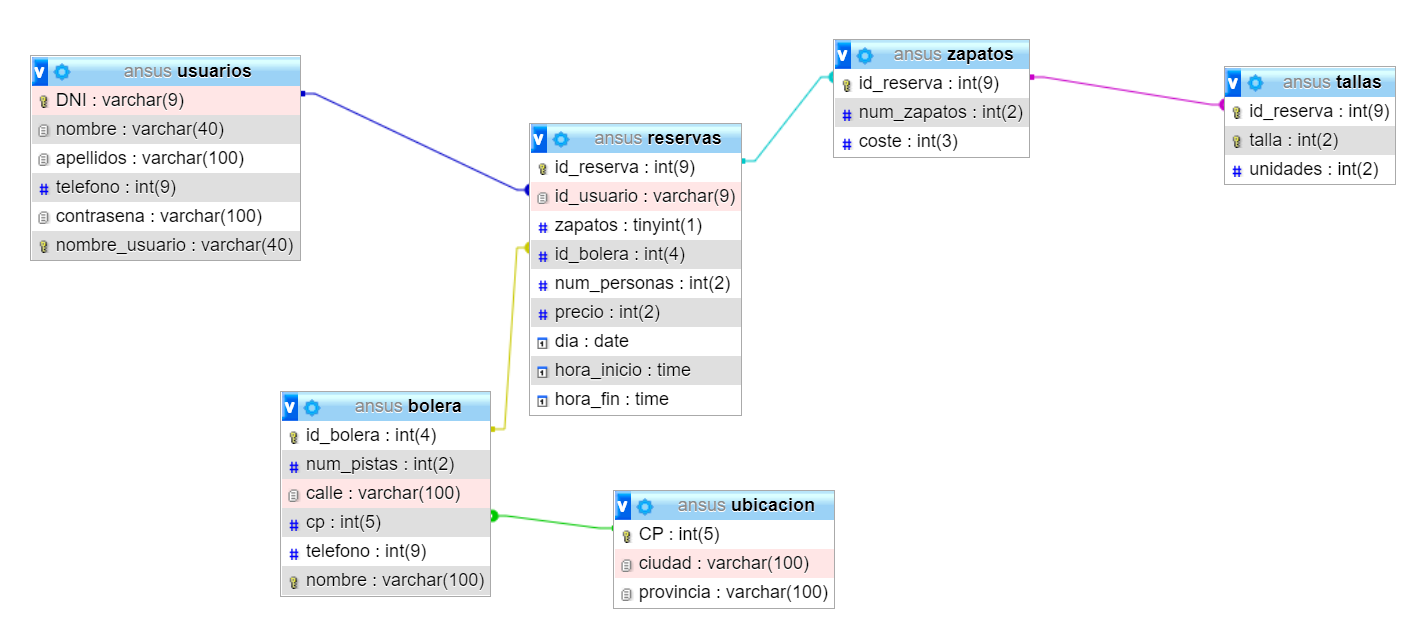 ansus usuarios
DNI : varchar(9)
nombre : varchar(40)
apellidos : varchar(100)
telefono : int(9)
contrasena : varchar(100)
nombre_usuario : varchar(40)
ansus reservas
id_reserva : int(9)
id_usuario : varchar(9)
zapatos : tinyint(1)
id_bolera : int(4)
num_personas : int(2)
precio : int(2)
dia : date
hora_inicio : time
hora_fin : time
ansus zapatos
id_reserva : int(9)
num_zapatos : int(2)
coste : int(3)
ansus tallas
id_reserva : int(9)
talla : int(2)
unidades : int(2)
ansus bolera
id_bolera : int(4)
num_pistas : int(2)
calle : varchar(100)
cp : int(5)
telefono : int(9)
nombre : varchar(100)
ansus ubicacion
CP : int(5)
ciudad : varchar(100)
provincia : varchar(100)